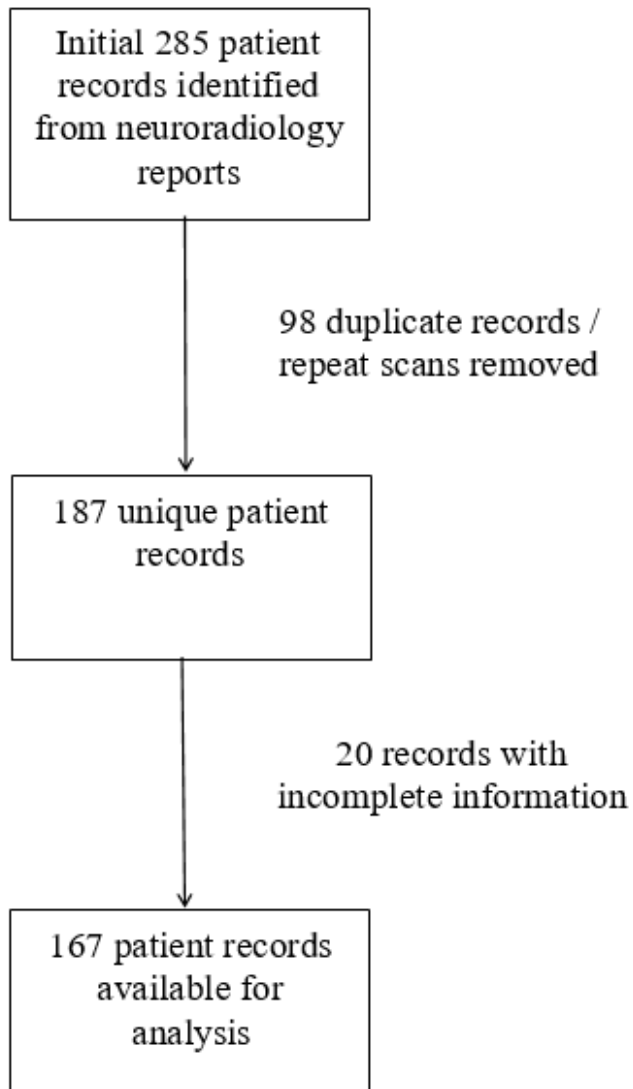 Initial 285 patient
records identified
from neuroradiology
reports
98 duplicate records /
repeat scans removed
187 unique patient
records
20 records with
incomplete information
167 patient records
available for
analysis